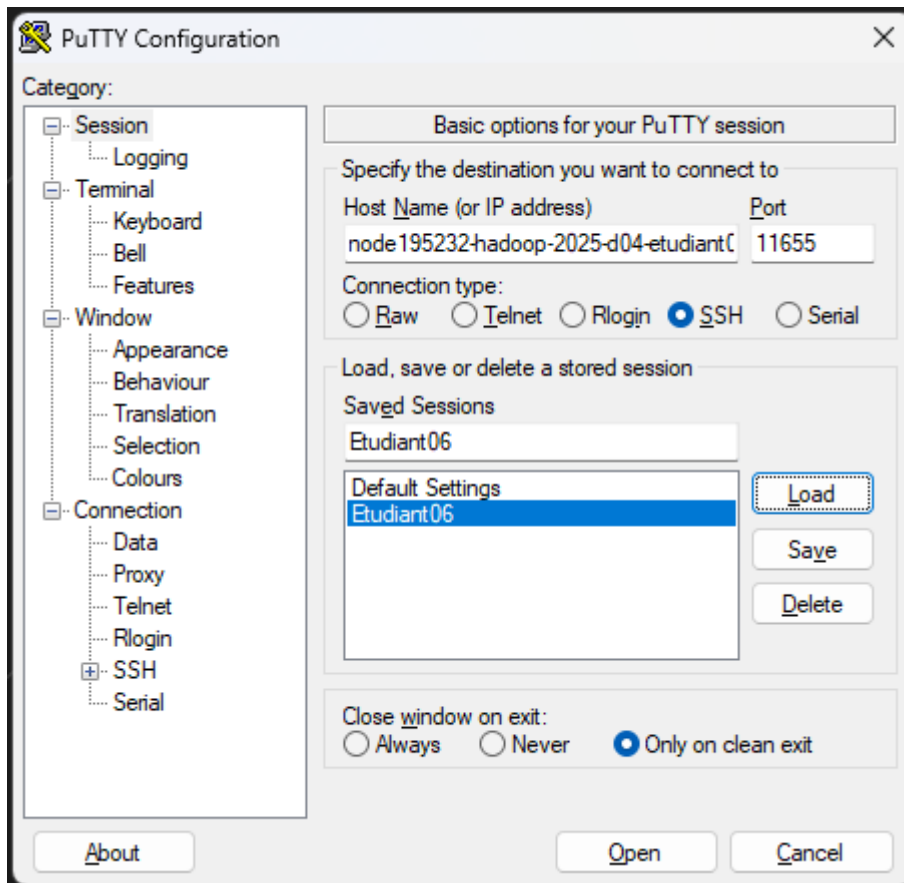 PuTTY Configuration
Category:
Session
Logging
Terminal
Keyboard
Bell
Features
Window
Appearance
Behaviour
Translation
Selection
Colours
Connection
Data
Proxy
Telnet
Rlogin
SSH
Serial
Basic options for your PuTTY session
Specify the destination you want to connect to
Host Name (or IP address) Port
node195232-hadoop-2025-d04-etudiant0 11655
Connection type:
Raw Telnet Rlogin SSH Serial
Load, save or delete a stored session
Saved Sessions
Etudiant06
Default Settings
Etudiant06
Load
Save
Delete
Close window on exit:
Always Never Only on clean exit
About Open Cancel